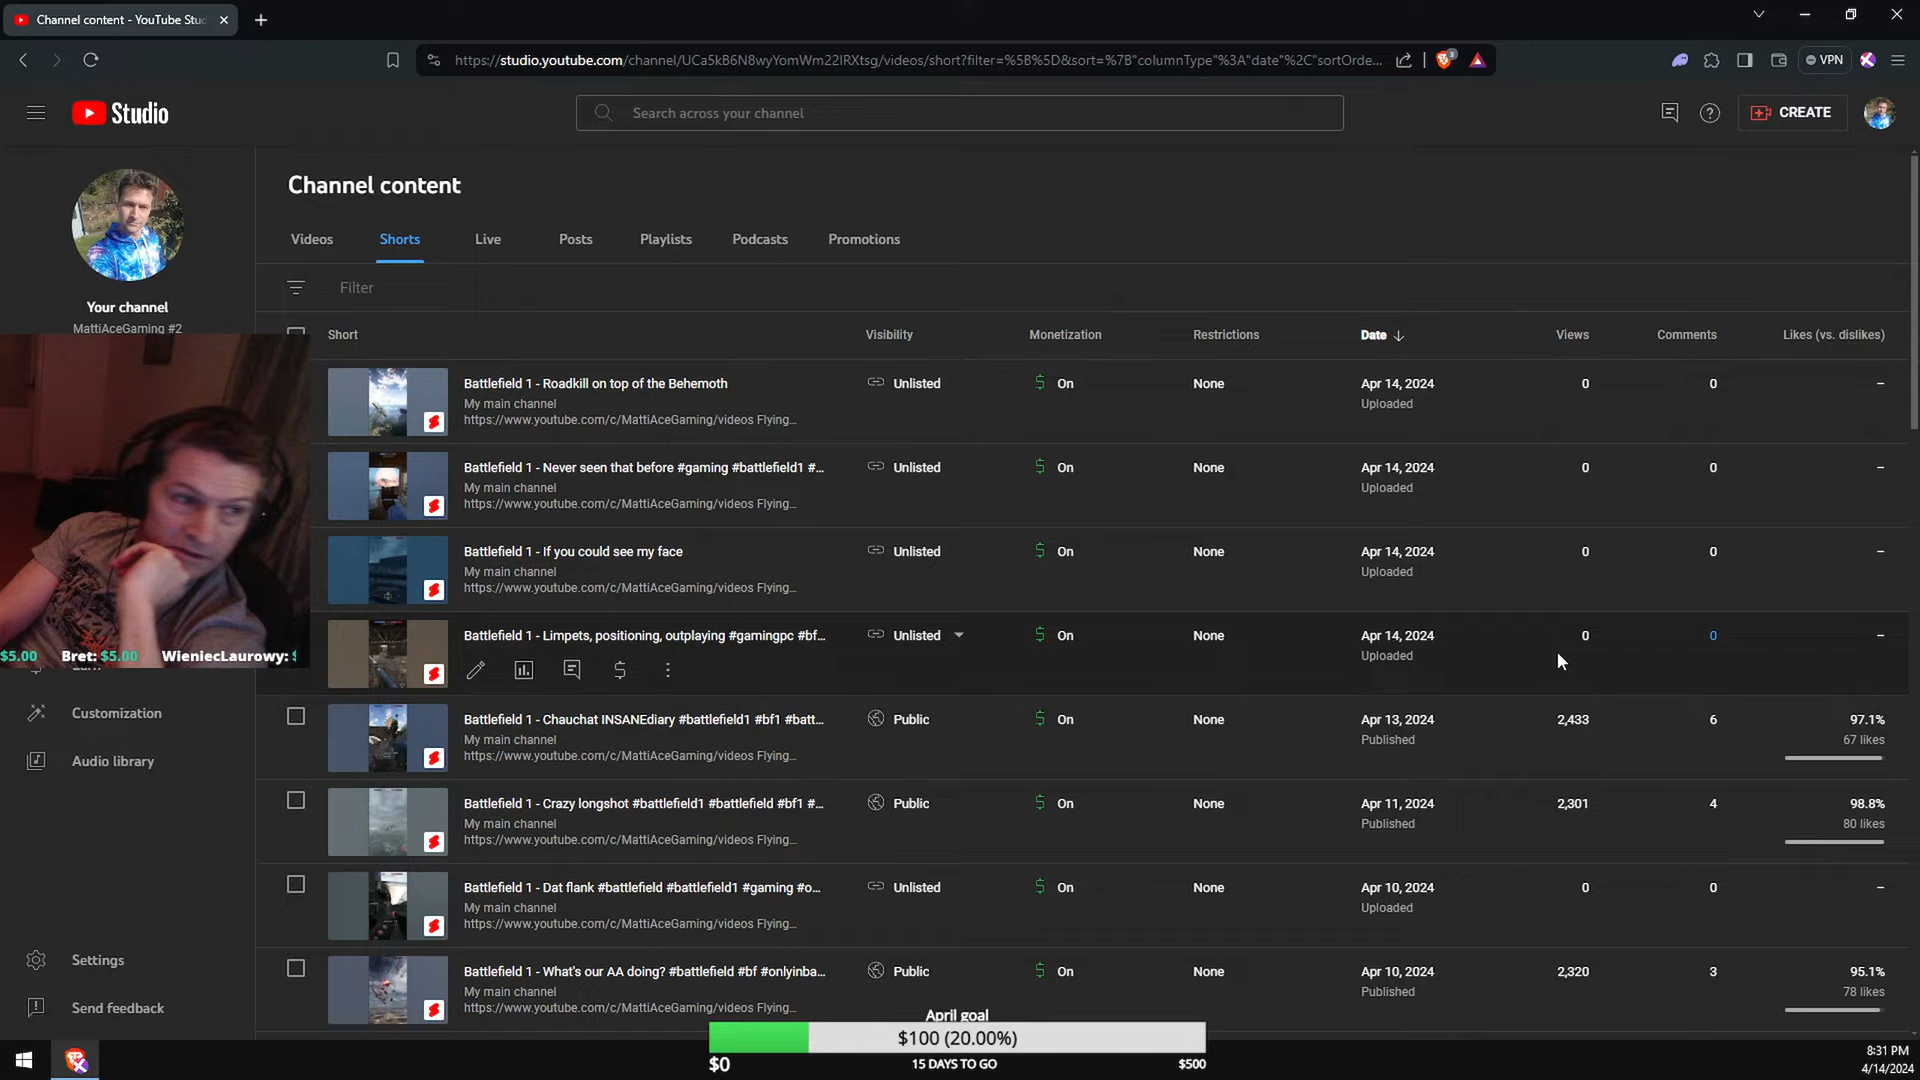 Channel content - YouTube Stu
https://studio.youtube.com/channel/UCa5kB6N8wyYomWm22IRXtsg/videos/short?filter=%5B%5D&sort=%7B"columnType"%3A"date"%2C"sortOrde...
3
VPN
Studio
Search across your channel
CREATE
Channel content
Videos Shorts Live Posts Playlists Podcasts Promotions
Filter
Your channel
MattiAceGaming #2
Short Visibility Monetization Restrictions Date Views Comments Likes (vs. dislikes)
Battlefield 1 - Roadkill on top of the Behemoth Unlisted On None Apr 14, 2024 0 0 –
My main channel Uploaded
https://www.youtube.com/c/MattiAceGaming/videos Flying...
Battlefield 1 - Never seen that before #gaming #battlefield1 #... Unlisted On None Apr 14, 2024 0 0 –
My main channel Uploaded
https://www.youtube.com/c/MattiAceGaming/videos Flying...
Battlefield 1 - If you could see my face Unlisted On None Apr 14, 2024 0 0 –
My main channel Uploaded
https://www.youtube.com/c/MattiAceGaming/videos Flying...
Battlefield 1 - Limpets, positioning, outplaying #gamingpc #bf... Unlisted On None Apr 14, 2024 0 0 –
Uploaded
$5.00 Bret: $5.00 WieniecLaurowy:
Customization
Audio library
Battlefield 1 - Chauchat INSANEdiary #battlefield1 #bf1 #batt... Public On None Apr 13, 2024 2,433 6 97.1%
My main channel Published 67 likes
https://www.youtube.com/c/MattiAceGaming/videos Flying...
Battlefield 1 - Crazy longshot #battlefield1 #battlefield #bf1 #... Public On None Apr 11, 2024 2,301 4 98.8%
My main channel Published 80 likes
https://www.youtube.com/c/MattiAceGaming/videos Flying...
Battlefield 1 - Dat flank #battlefield #battlefield1 #gaming #o... Unlisted On None Apr 10, 2024 0 0 –
My main channel Uploaded
https://www.youtube.com/c/MattiAceGaming/videos Flying...
Battlefield 1 - What's our AA doing? #battlefield #bf #onlyinba... Public On None Apr 10, 2024 2,320 3 95.1%
My main channel Published 78 likes
https://www.youtube.com/c/MattiAceGaming/videos Flying...
Settings
Send feedback
April goal
$100 (20.00%)
$0 15 DAYS TO GO $500
8:31 PM
4/14/2024